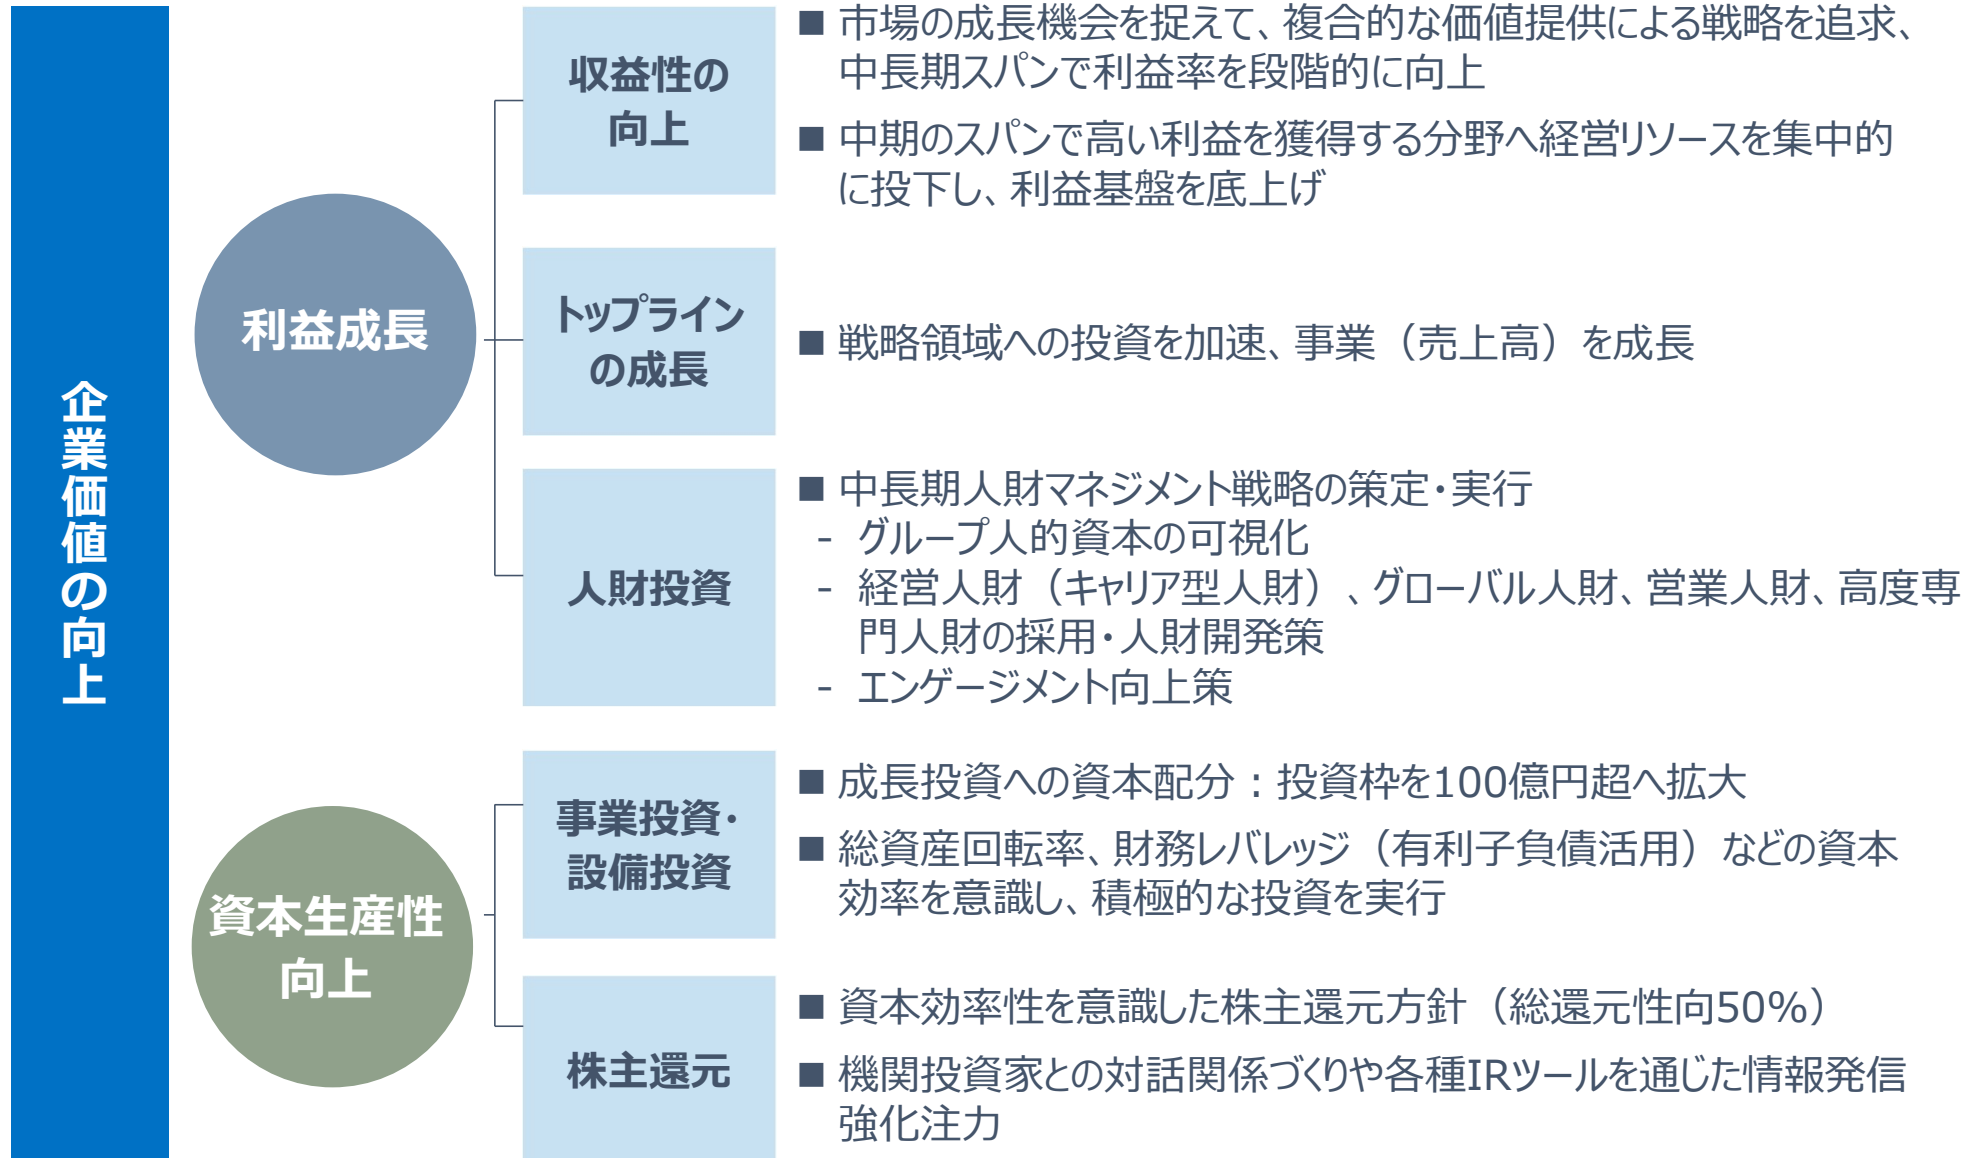 企業価値の向上
利益成長
収益性の
向上
■ 市場の成長機会を捉えて、複合的な価値提供による戦略を追求、
中長期スパンで利益率を段階的に向上
■ 中期のスパンで高い利益を獲得する分野へ経営リソースを集中的
に投下し、利益基盤を底上げ
トップライン
の成長
■ 戦略領域への投資を加速、事業（売上高）を成長
人財投資
■ 中長期人財マネジメント戦略の策定・実行
- グループ人的資本の可視化
- 経営人財（キャリア型人財）、グローバル人財、営業人財、高度専
門人財の採用・人財開発策
- エンゲージメント向上策
資本生産性
向上
事業投資・
設備投資
■ 成長投資への資本配分：投資枠を100億円超へ拡大
■ 総資産回転率、財務レバレッジ（有利子負債活用）などの資本
効率を意識し、積極的な投資を実行
株主還元
■ 資本効率性を意識した株主還元方針（総還元性向50%）
■ 機関投資家との対話関係づくりや各種IRツールを通じた情報発信
強化注力